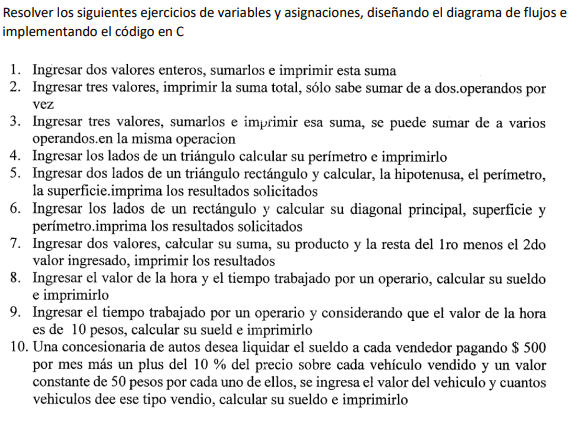 Resolver los siguientes ejercicios de variables y asignaciones, diseñando el diagrama de flujos e
implementando el código en C
1. Ingresar dos valores enteros, sumarlos e imprimir esta suma
2. Ingresar tres valores, imprimir la suma total, sólo sabe sumar de a dos.operandos por
vez
3. Ingresar tres valores, sumarlos e imprimir esa suma, se puede sumar de a varios
operandos.en la misma operacion
4. Ingresar los lados de un triángulo calcular su perímetro e imprimirlo
5. Ingresar dos lados de un triángulo rectángulo y calcular, la hipotenusa, el perímetro,
la superficie.imprima los resultados solicitados
6. Ingresar los lados de un rectángulo y calcular su diagonal principal, superficie y
perímetro.imprima los resultados solicitados
7. Ingresar dos valores, calcular su suma, su producto y la resta del 1ro menos el 2do
valor ingresado, imprimir los resultados
8. Ingresar el valor de la hora y el tiempo trabajado por un operario, calcular su sueldo
e imprimirlo
9. Ingresar el tiempo trabajado por un operario y considerando que el valor de la hora
es de 10 pesos, calcular su sueld e imprimirlo
10. Una concesionaria de autos desea liquidar el sueldo a cada vendedor pagando $ 500
por mes más un plus del 10 % del precio sobre cada vehículo vendido y un valor
constante de 50 pesos por cada uno de ellos, se ingresa el valor del vehiculo y cuantos
vehiculos dee ese tipo vendio, calcular su sueldo e imprimirlo